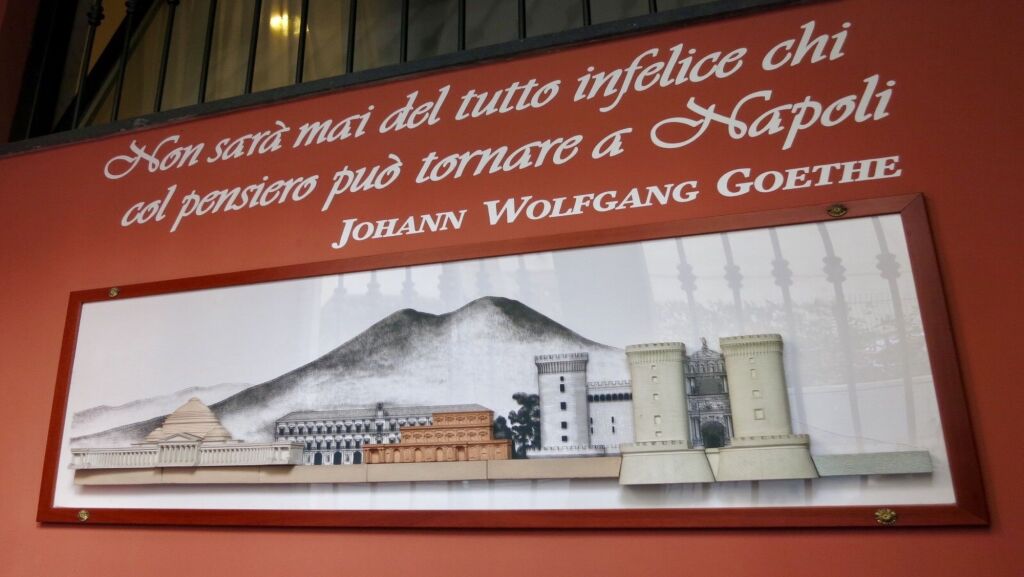 Non sarà mai del tutto infelice chi
col pensiero può tornare a Napoli
JOHANN WOLFGANG GOETHE